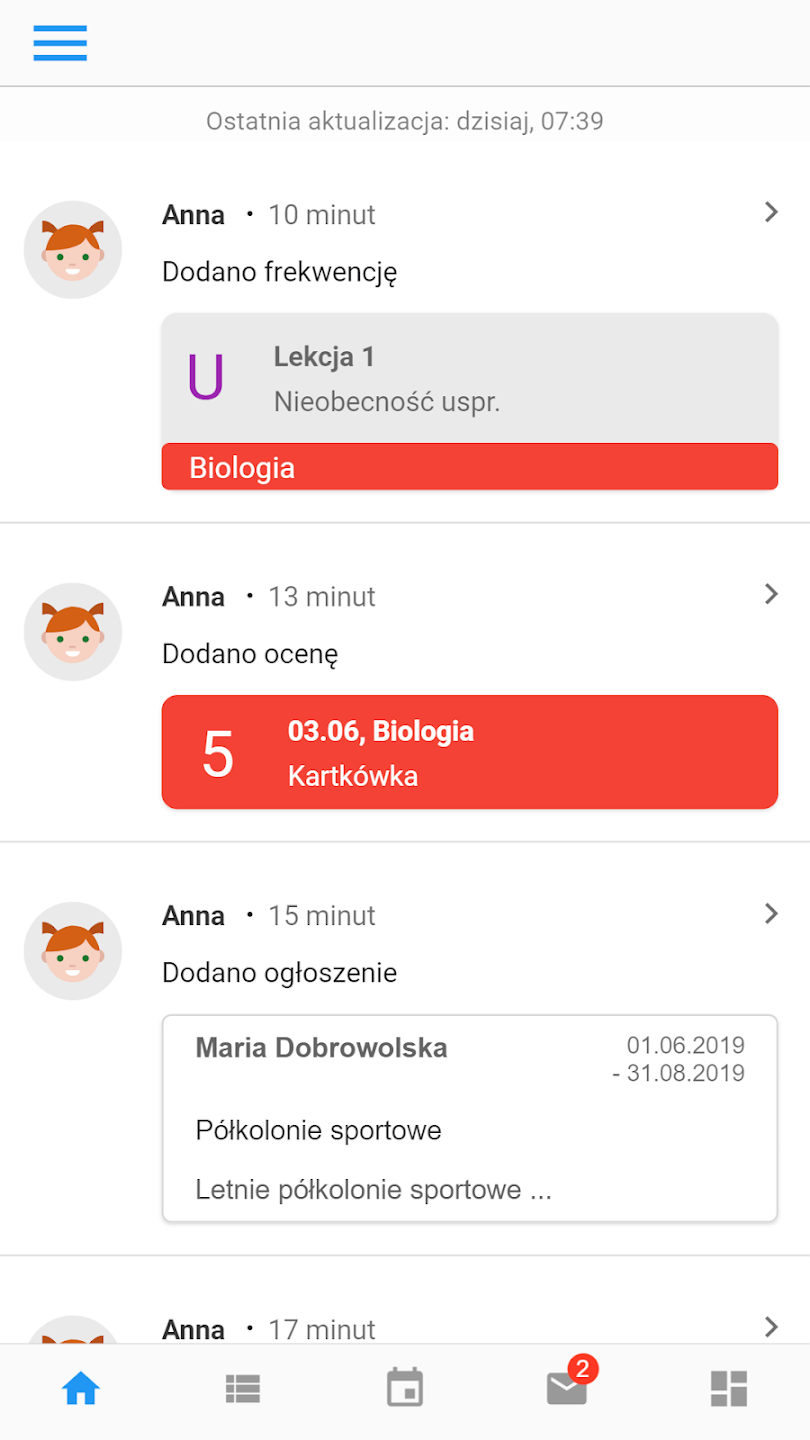 Ostatnia aktualizacja: dzisiaj, 07:39
Anna • 10 minut
Dodano frekwencję
U
Lekcja 1
Nieobecność uspr.
Biologia
Anna • 13 minut
Dodano ocenę
5
03.06, Biologia
Kartkówka
Anna • 15 minut
Dodano ogłoszenie
Maria Dobrowolska
01.06.2019
- 31.08.2019
Półkolonie sportowe
Letnie półkolonie sportowe ...
Anna • 17 minut
2